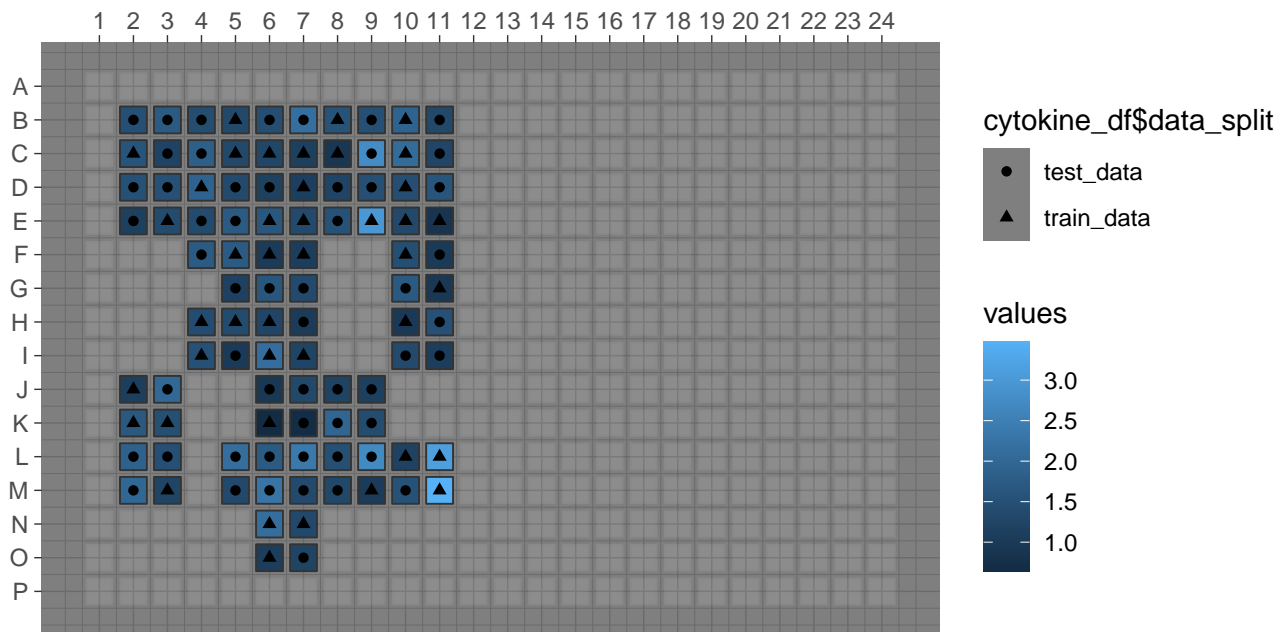 1 2 3 4 5 6 7 8 9 10 11 12 13 14 15 16 17 18 19 20 21 22 23 24
A
B
C
D
E
F
G
H
I
J
K
L
M
N
O
P
cytokine_df$data_split
test_data
train_data
values
3.0
2.5
2.0
1.5
1.0